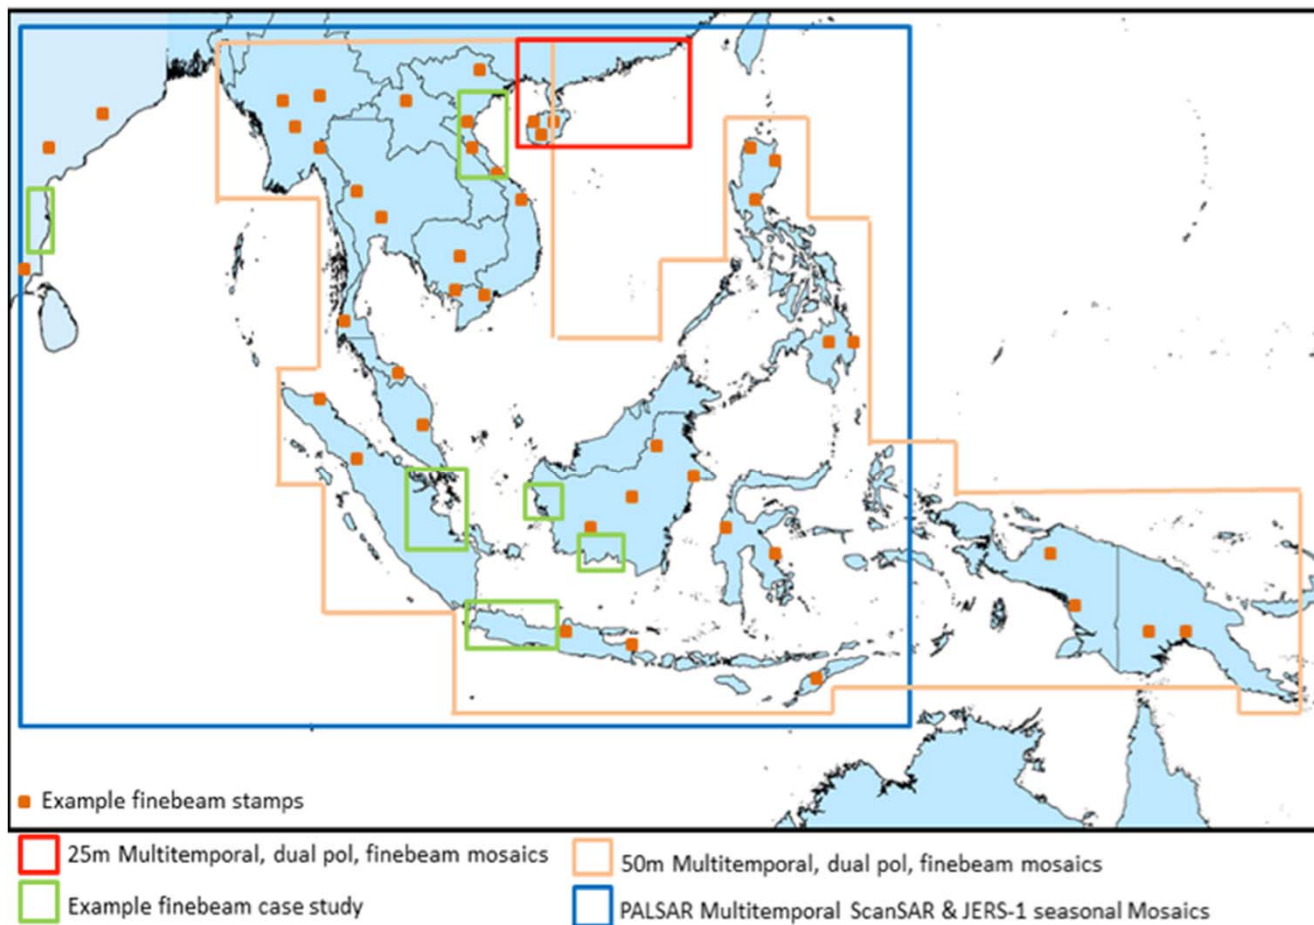 Example finebeam stamps
25m Multitemporal, dual pol, finebeam mosaics
50m Multitemporal, dual pol, finebeam mosaics
Example finebeam case study
PALSAR Multitemporal ScanSAR & JERS-1 seasonal Mosaics